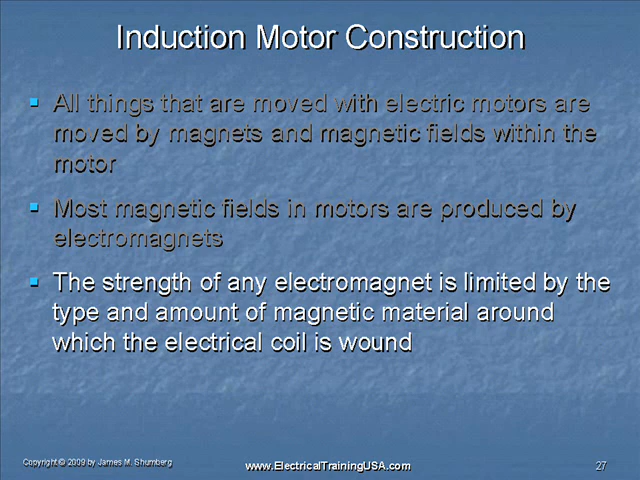 Induction Motor Construction
All things that are moved with electric motors are
moved by magnets and magnetic fields within the
motor
Most magnetic fields in motors are produced by
electromagnets
The strength of any electromagnet is limited by the
type and amount of magnetic material around
which the electrical coil is wound
Copyright © 2009 by James M. Shumberg
www.ElectricalTrainingUSA.com
27